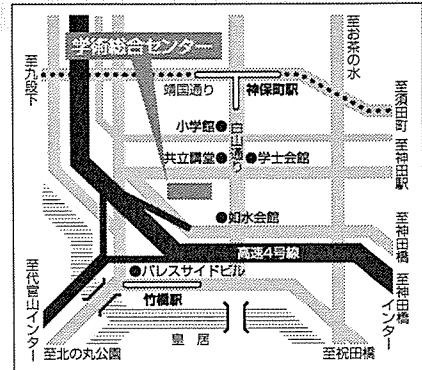 至お茶の水
学術総合センター
至九段下
靖国通り
神保町駅
至須田町
小学館
白山通り
至神田駅
共立講堂
学士会館
如水会館
至神田橋
高速4号線
至代官山インター
パレスサイドビル
竹橋駅
至神田橋インター
皇居
至北の丸公園
至祝田橋